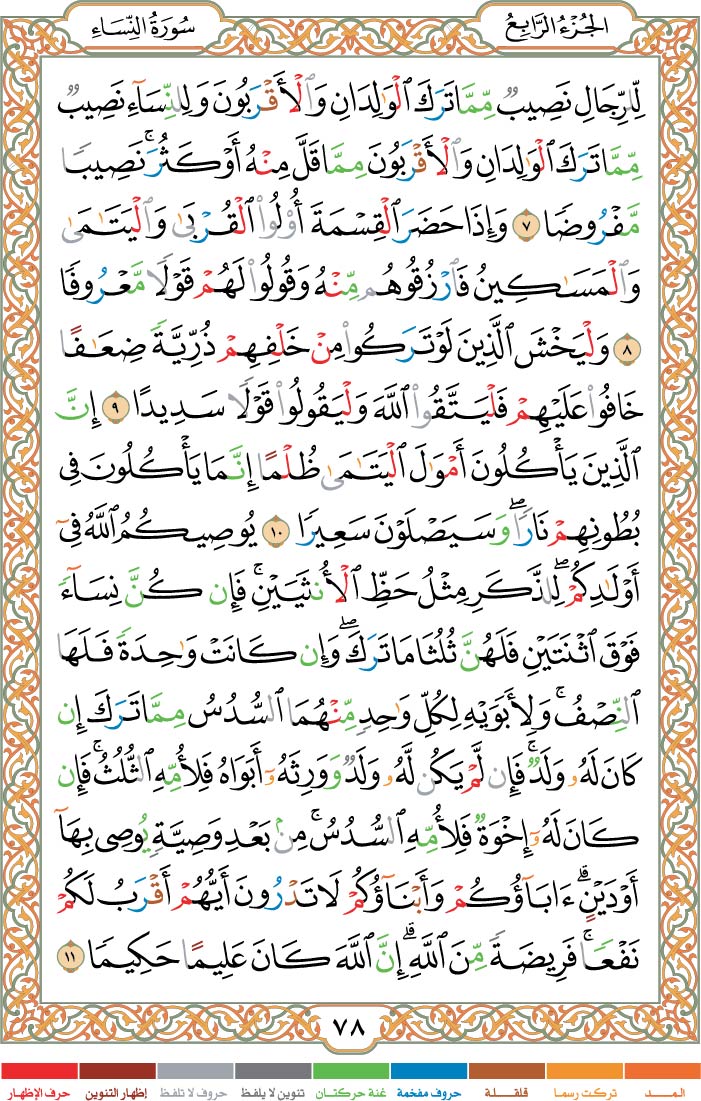 الجُزْءُ الرَّابِعُ
سُورَةُ النِّسَاءِ
لِّلرِّجَالِ نَصِيبٌ مِّمَّا تَرَكَ ٱلْوَٰلِدَانِ وَٱلْأَقْرَبُونَ وَلِلنِّسَآءِ نَصِيبٌ
مِّمَّا تَرَكَ ٱلْوَٰلِدَانِ وَٱلْأَقْرَبُونَ مِمَّا قَلَّ مِنْهُ أَوْ كَثُرَ ۚ نَصِيبًا
مَّفْرُوضًا ٧ وَإِذَا حَضَرَ ٱلْقِسْمَةَ أُو۟لُوا۟ ٱلْقُرْبَىٰ وَٱلْيَتَـٰمَىٰ
وَٱلْمَسَـٰكِينُ فَٱرْزُقُوهُم مِّنْهُ وَقُولُوا۟ لَهُمْ قَوْلًا مَّعْرُوفًا
٨ وَلْيَخْشَ ٱلَّذِينَ لَوْ تَرَكُوا۟ مِنْ خَلْفِهِمْ ذُرِّيَّةً ضِعَـٰفًا
خَافُوا۟ عَلَيْهِمْ فَلْيَتَّقُوا۟ ٱللَّهَ وَلْيَقُولُوا۟ قَوْلًا سَدِيدًا ٩ إِنَّ
ٱلَّذِينَ يَأْكُلُونَ أَمْوَٰلَ ٱلْيَتَـٰمَىٰ ظُلْمًا إِنَّمَا يَأْكُلُونَ فِى
بُطُونِهِمْ نَارًا ۖ وَسَيَصْلَوْنَ سَعِيرًا ١٠ يُوصِيكُمُ ٱللَّهُ فِىٓ
أَوْلَـٰدِكُمْ ۖ لِلذَّكَرِ مِثْلُ حَظِّ ٱلْأُنثَيَيْنِ ۚ فَإِن كُنَّ نِسَآءً
فَوْقَ ٱثْنَتَيْنِ فَلَهُنَّ ثُلُثَا مَا تَرَكَ ۖ وَإِن كَانَتْ وَٰحِدَةً فَلَهَا
ٱلنِّصْفُ ۚ وَلِأَبَوَيْهِ لِكُلِّ وَٰحِدٍ مِّنْهُمَا ٱلسُّدُسُ مِمَّا تَرَكَ إِن
كَانَ لَهُۥ وَلَدٌ ۚ فَإِن لَّمْ يَكُن لَّهُۥ وَلَدٌ وَوَرِثَهُۥٓ أَبَوَاهُ فَلِأُمِّهِ ٱلثُّلُثُ ۚ فَإِن
كَانَ لَهُۥٓ إِخْوَةٌ فَلِأُمِّهِ ٱلسُّدُسُ ۚ مِنۢ بَعْدِ وَصِيَّةٍ يُوصِى بِهَآ
أَوْ دَيْنٍ ۗ ءَابَآؤُكُمْ وَأَبْنَآؤُكُمْ لَا تَدْرُونَ أَيُّهُمْ أَقْرَبُ لَكُمْ
نَفْعًا ۚ فَرِيضَةً مِّنَ ٱللَّهِ ۗ إِنَّ ٱللَّهَ كَانَ عَلِيمًا حَكِيمًا ١١
٧٨
المـــد تركت رسما قلقـلة حروف مفخمة غنة حركتان تنوين لا يلفظ حروف لا تلفظ إظهار التنوين حرف الإظهار